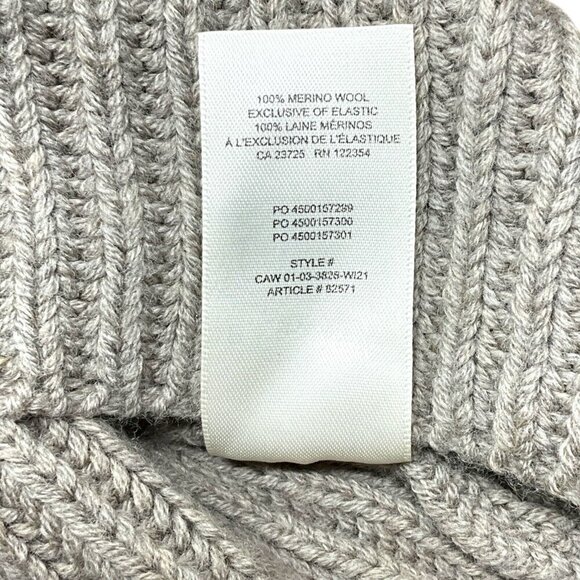 100% MERINO WOOL
EXCLUSIVE OF ELASTIC
100% LAINE MÉRINOS
À L'EXCLUSION DE L'ÉLASTIQUE
CA 23725 RN 122354
PO 4500157299
PO 4500157300
PO 4500157301
STYLE #
CAW 01-03-3826-WI21
ARTICLE # 82571